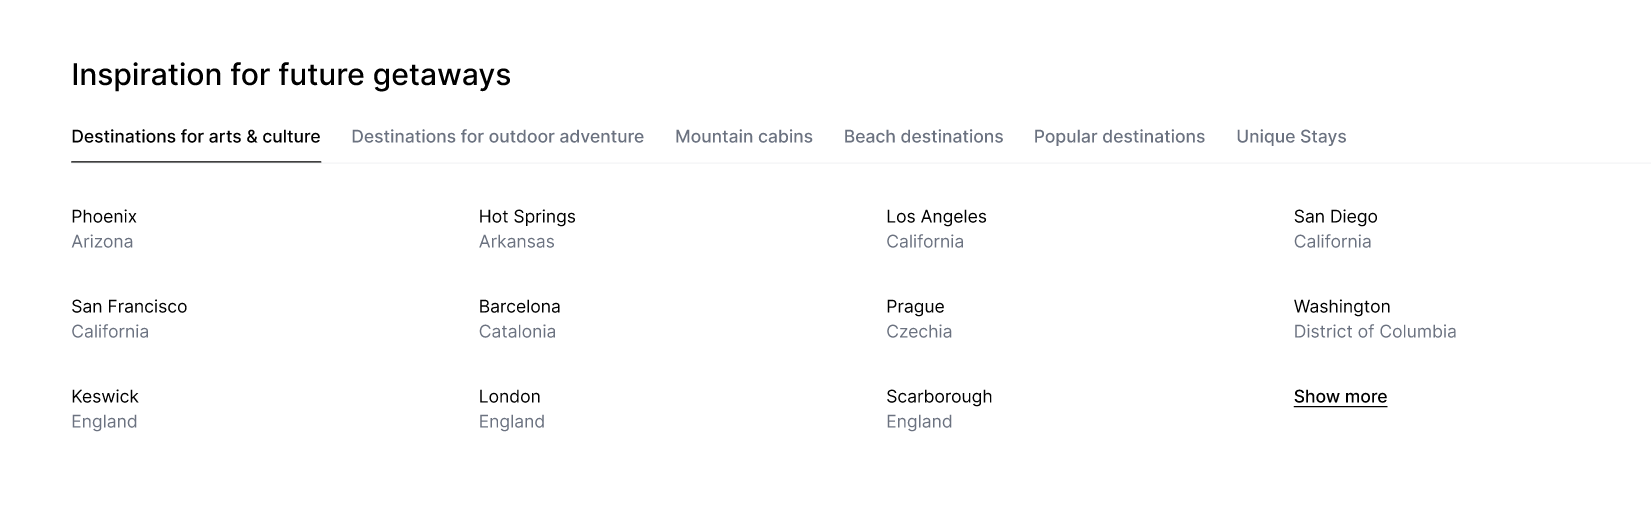 Inspiration for future getaways
Destinations for arts & culture Destinations for outdoor adventure Mountain cabins Beach destinations Popular destinations Unique Stays
Phoenix Hot Springs Los Angeles San Diego
Arizona Arkansas California California
San Francisco Barcelona Prague Washington
California Catalonia Czechia District of Columbia
Keswick London Scarborough Show more
England England England